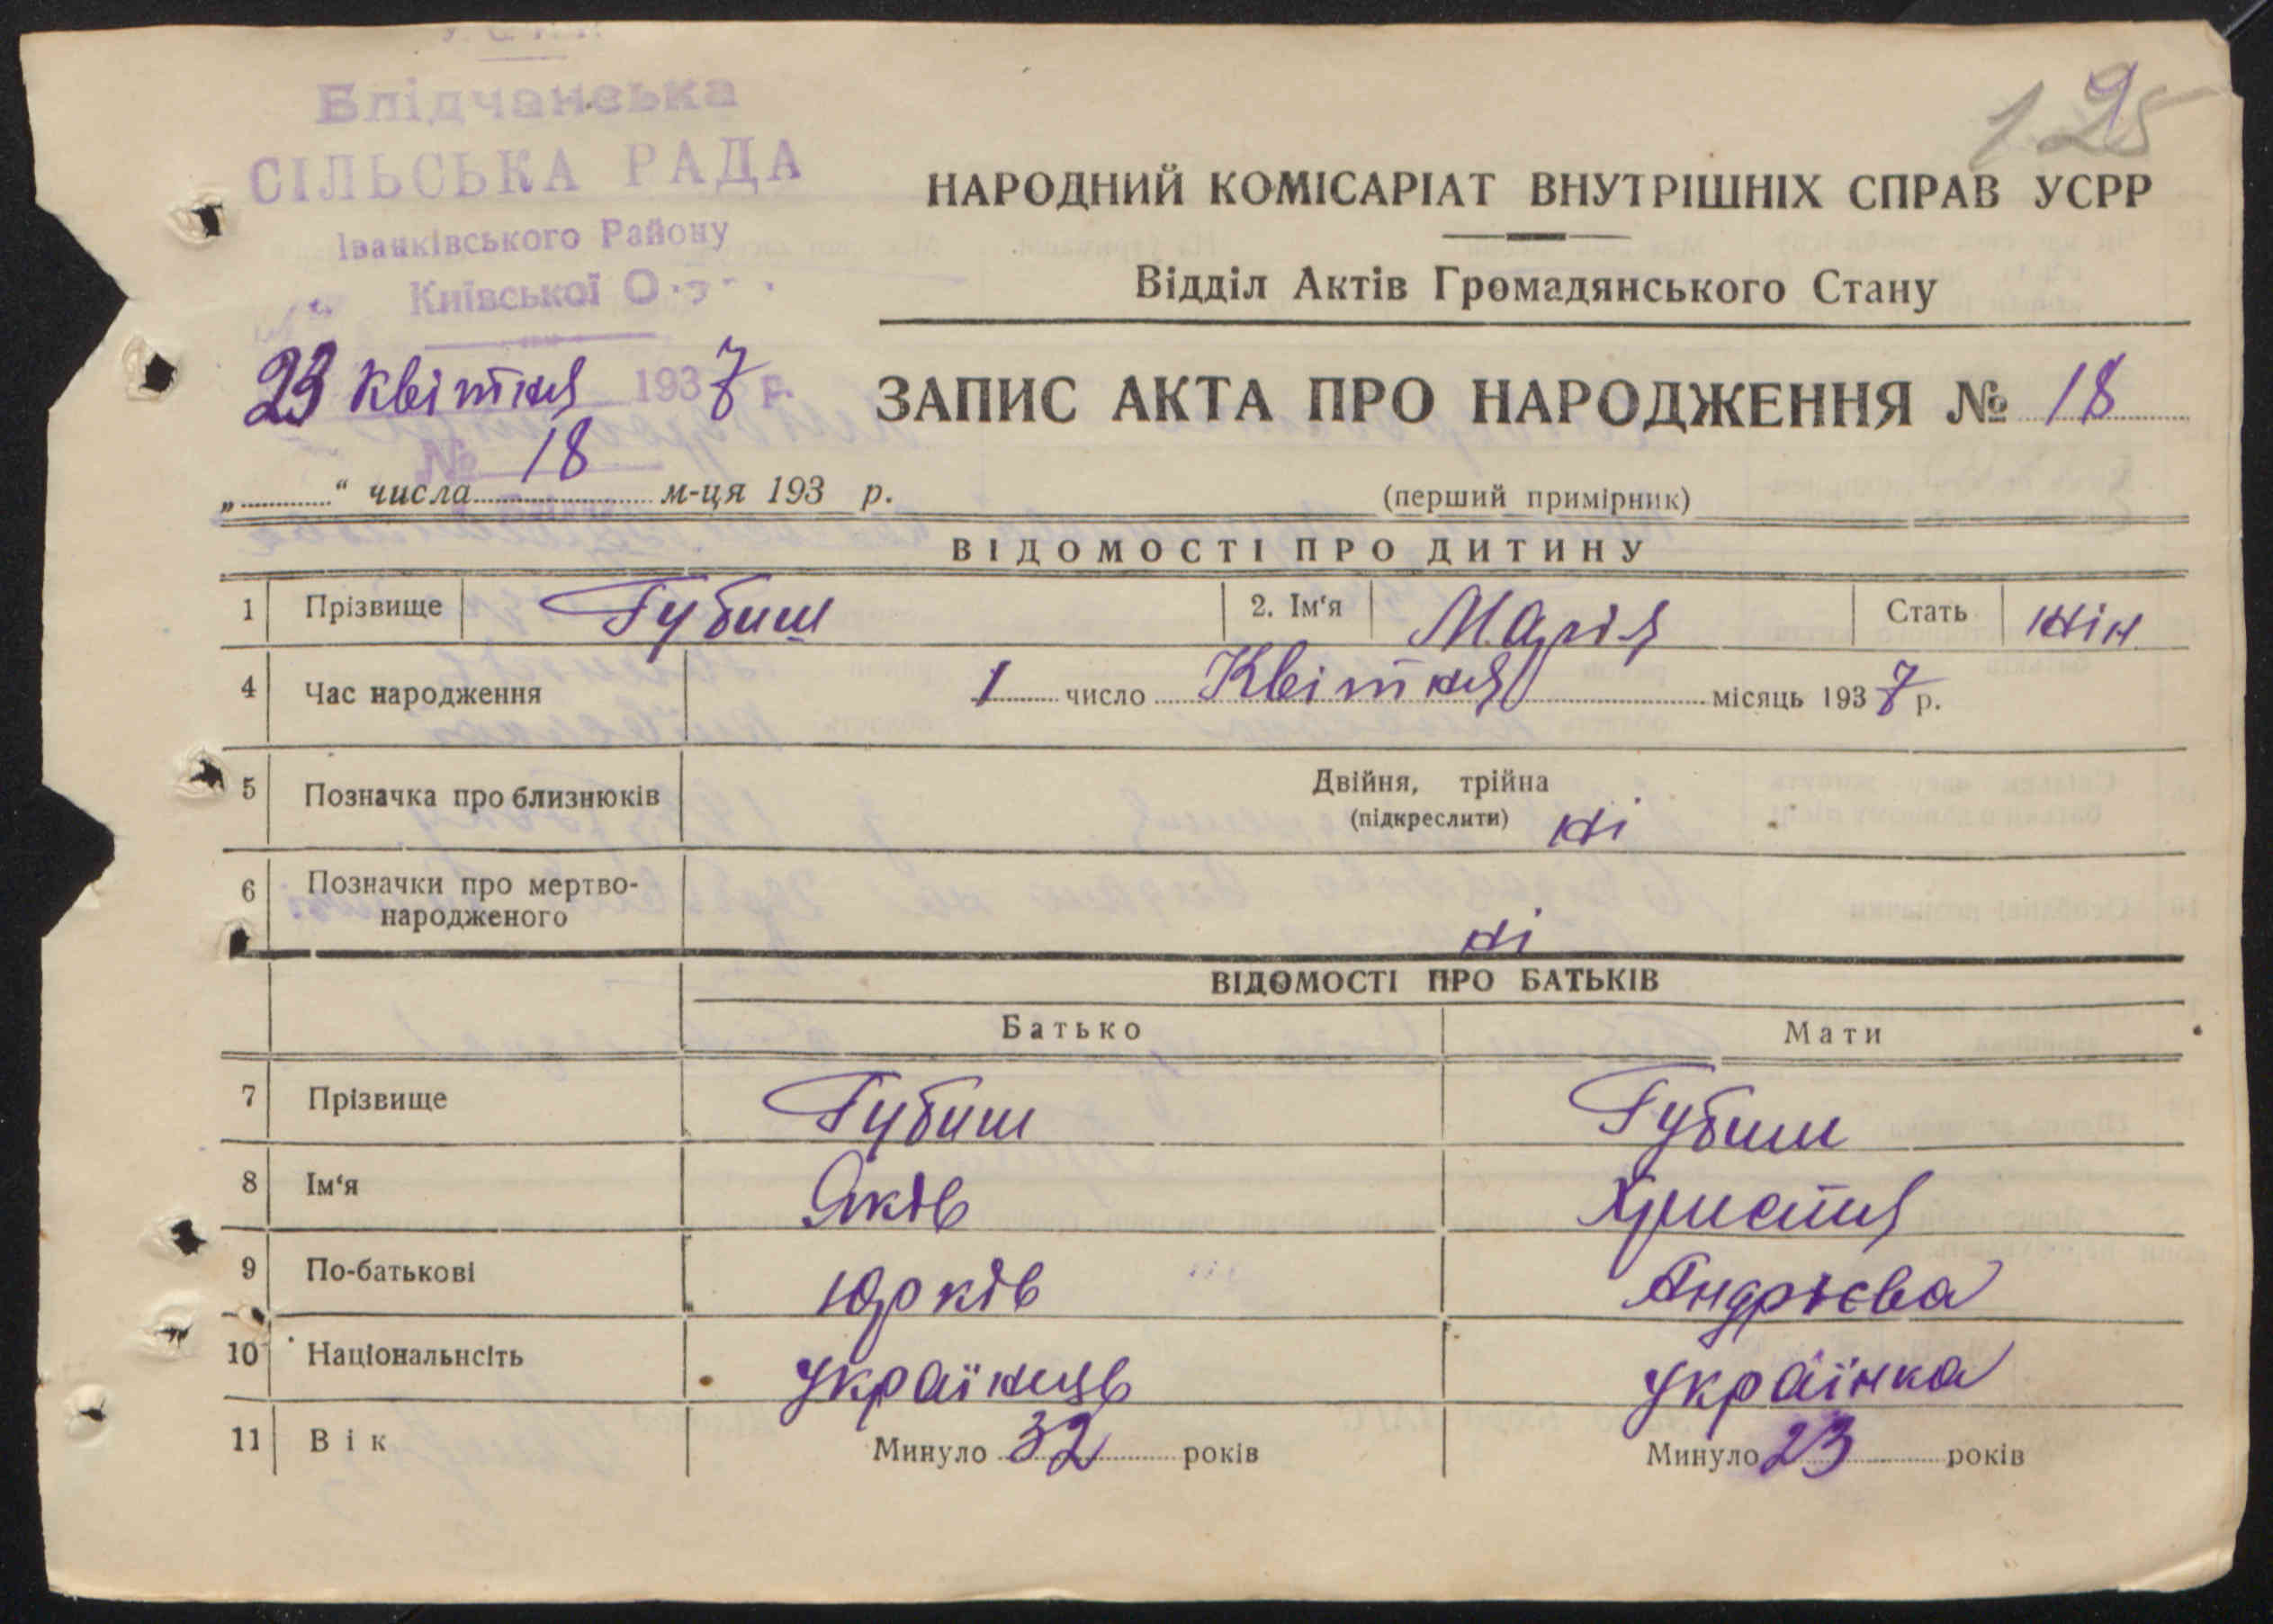 Блідчанська
СІЛЬСЬКА РАДА
Іванківського Району
Київської
23 квітня 1937 р.
№ 18
125
НАРОДНИЙ КОМІСАРІАТ ВНУТРІШНІХ СПРАВ УСРР
Відділ Актів Громадянського Стану
ЗАПИС АКТА ПРО НАРОДЖЕННЯ № 18
„ “ числа м-ця 193 р.
(перший примірник)
ВІДОМОСТІ ПРО ДИТИНУ
1 Прізвище Губиш 2. Ім‘я Марія Стать жін
4 Час народження 1 число Квітня місяць 1937 р.
5 Позначка про близнюків Двійня, трійна
(підкреслити) ні
6 Позначки про мертво-
народженого ні
ВІДОМОСТІ ПРО БАТЬКІВ
Батько Мати
7 Прізвище Губиш Губиш
8 Ім‘я Яків Христия
9 По-батькові Юрків Андрієва
10 Національнсіть Українець Українка
11 Вік Минуло 32 років Минуло 23 років